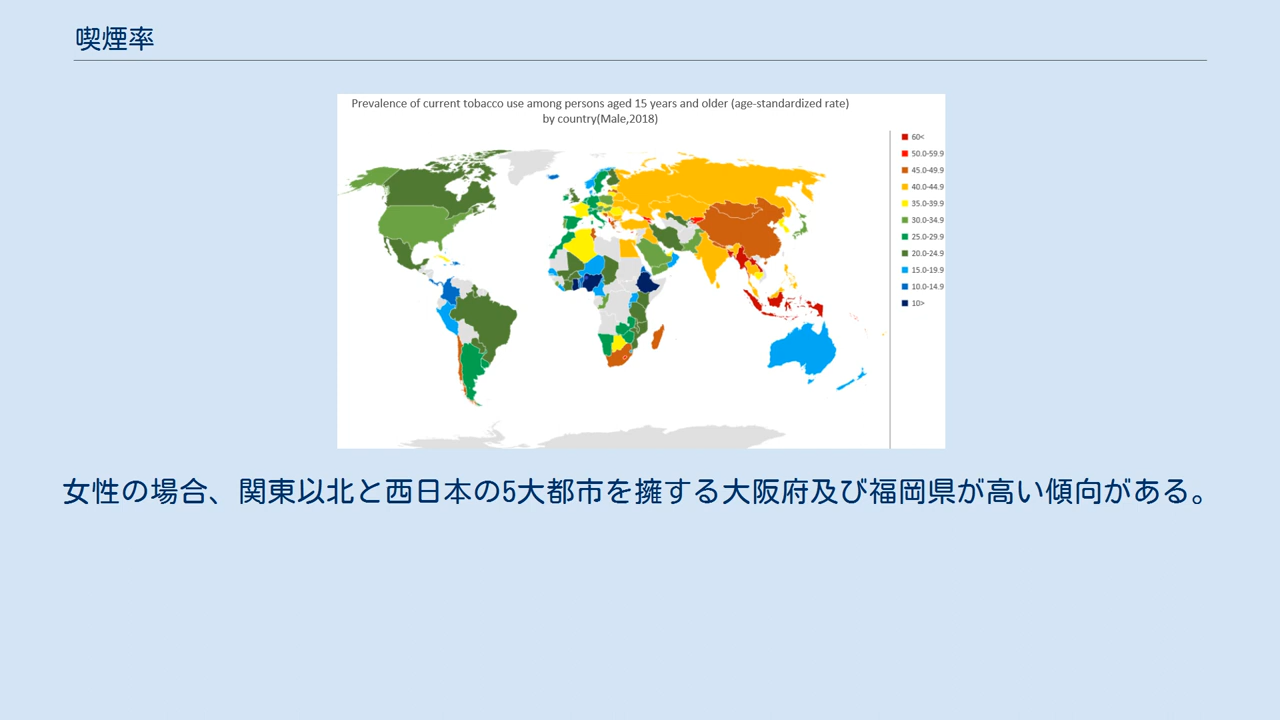 喫煙率
Prevalence of current tobacco use among persons aged 15 years and older (age-standardized rate)
by country(Male,2018)
60<
50.0-59.9
45.0-49.9
40.0-44.9
35.0-39.9
30.0-34.9
25.0-29.9
20.0-24.9
15.0-19.9
10.0-14.9
10>
女性の場合、関東以北と西日本の5大都市を擁する大阪府及び福岡県が高い傾向がある。